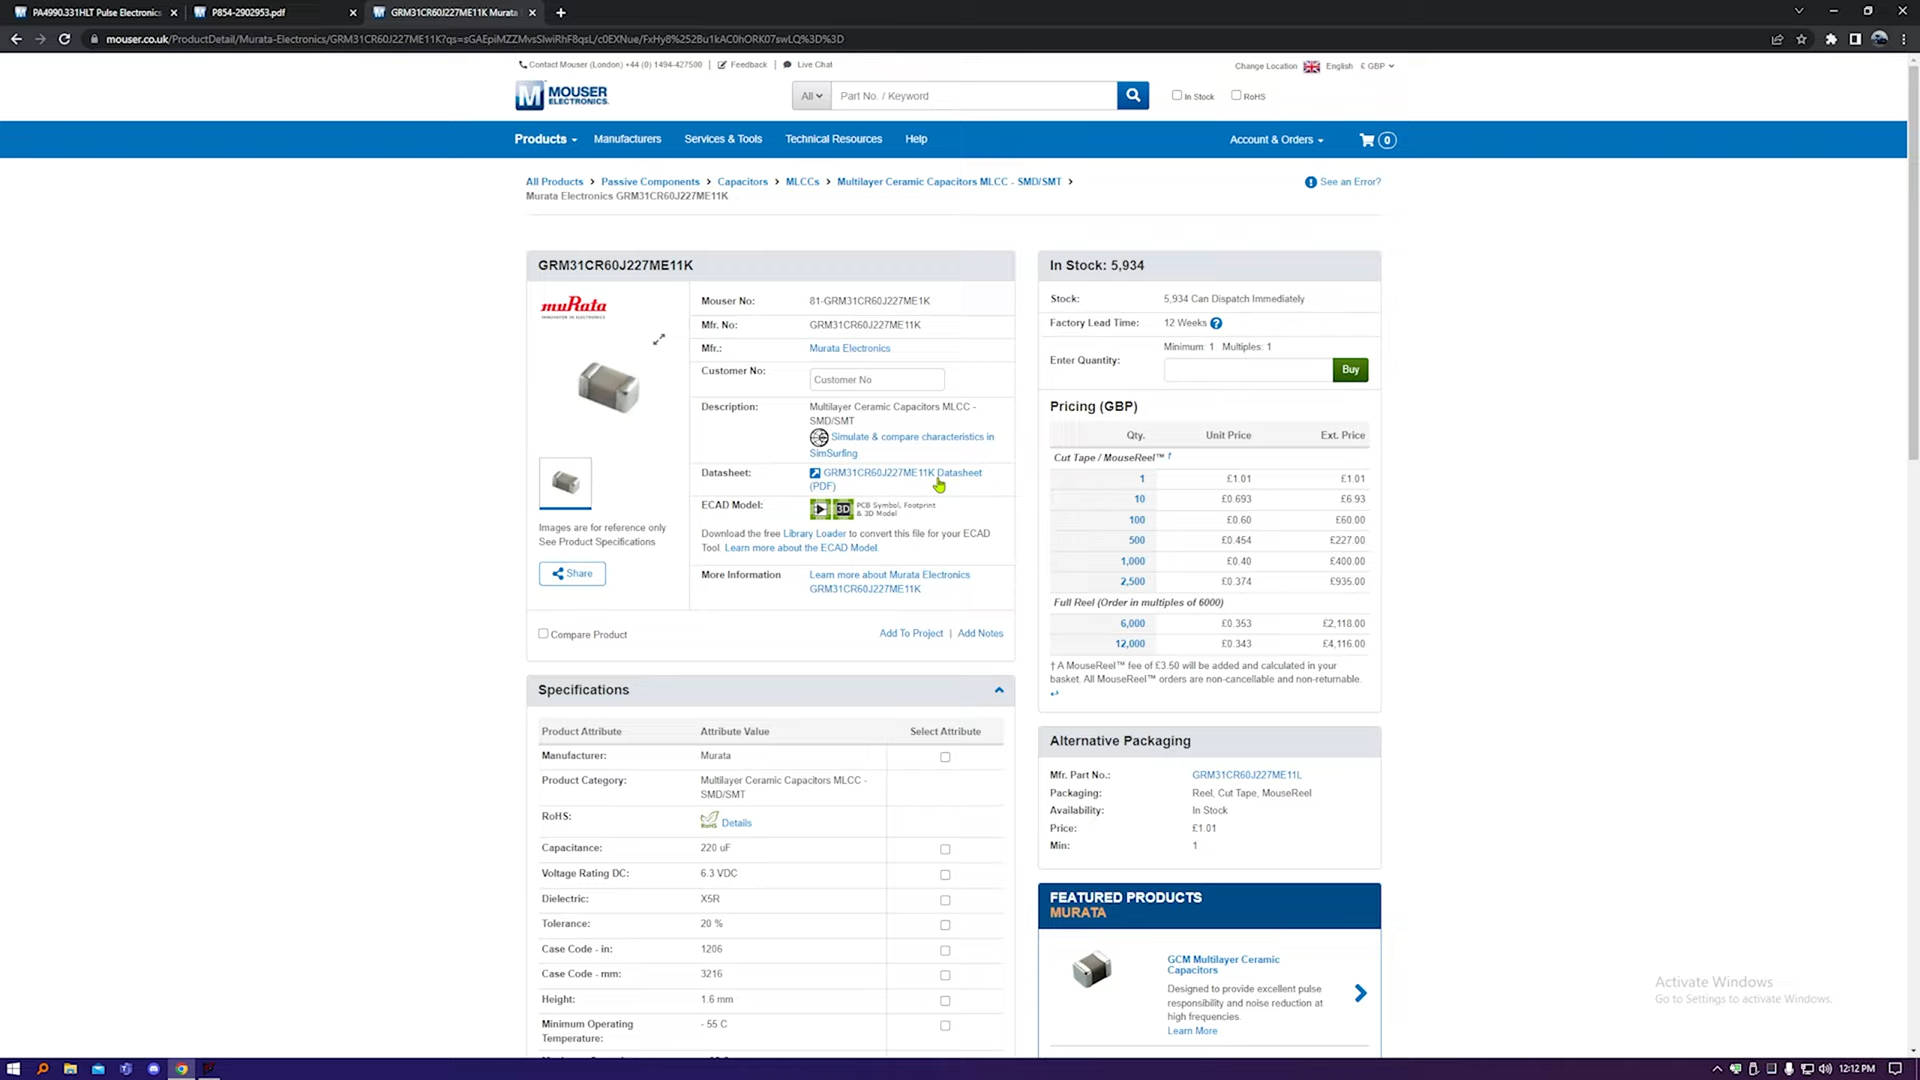 PA4990.331HLT Pulse Electronics
P854-2902953.pdf
GRM31CR60J227ME11K Murata
mouser.co.uk/ProductDetail/Murata-Electronics/GRM31CR60J227ME11K?qs=sGAEpiMZZMvsSlwiRhF8qsL/c0EXNue/FxHy8%252Bu1kAC0hORK07swLQ%3D%3D
Contact Mouser (London) +44 (0) 1494-427500 | Feedback | Live Chat
Change Location English £ GBP
MOUSER
ELECTRONICS
All Part No. / Keyword In Stock RoHS
Products Manufacturers Services & Tools Technical Resources Help Account & Orders 0
All Products Passive Components Capacitors MLCCs Multilayer Ceramic Capacitors MLCC - SMD/SMT
See an Error?
Murata Electronics GRM31CR60J227ME11K
GRM31CR60J227ME11K
muRata
INNOVATOR IN ELECTRONICS
Images are for reference only
See Product Specifications
Share
Mouser No: 81-GRM31CR60J227ME1K
Mfr. No: GRM31CR60J227ME11K
Mfr.: Murata Electronics
Customer No: Customer No
Description: Multilayer Ceramic Capacitors MLCC -
SMD/SMT
Simulate & compare characteristics in
SimSurfing
Datasheet: GRM31CR60J227ME11K Datasheet
(PDF)
ECAD Model: 3D PCB Symbol, Footprint
& 3D Model
Download the free Library Loader to convert this file for your ECAD
Tool. Learn more about the ECAD Model.
More Information Learn more about Murata Electronics
GRM31CR60J227ME11K
Compare Product Add To Project | Add Notes
Specifications
Product Attribute Attribute Value Select Attribute
Manufacturer: Murata
Product Category: Multilayer Ceramic Capacitors MLCC -
SMD/SMT
RoHS: RoHS Details
Capacitance: 220 uF
Voltage Rating DC: 6.3 VDC
Dielectric: X5R
Tolerance: 20 %
Case Code - in: 1206
Case Code - mm: 3216
Height: 1.6 mm
Minimum Operating - 55 C
Temperature:
In Stock: 5,934
Stock: 5,934 Can Dispatch Immediately
Factory Lead Time: 12 Weeks
Minimum: 1 Multiples: 1
Enter Quantity: Buy
Pricing (GBP)
Qty. Unit Price Ext. Price
Cut Tape / MouseReel™ †
1 £1.01 £1.01
10 £0.693 £6.93
100 £0.60 £60.00
500 £0.454 £227.00
1,000 £0.40 £400.00
2,500 £0.374 £935.00
Full Reel (Order in multiples of 6000)
6,000 £0.353 £2,118.00
12,000 £0.343 £4,116.00
† A MouseReel™ fee of £3.50 will be added and calculated in your
basket. All MouseReel™ orders are non-cancellable and non-returnable.
Alternative Packaging
Mfr. Part No.: GRM31CR60J227ME11L
Packaging: Reel, Cut Tape, MouseReel
Availability: In Stock
Price: £1.01
Min: 1
FEATURED PRODUCTS
MURATA
GCM Multilayer Ceramic
Capacitors
Designed to provide excellent pulse
responsibility and noise reduction at
high frequencies.
Learn More
Activate Windows
Go to Settings to activate Windows.
12:12 PM